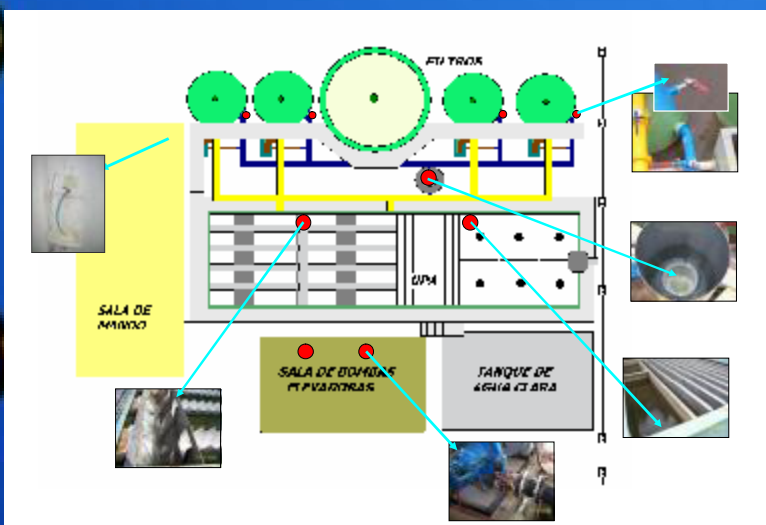 FILTROS
UPA
SALA DE
MANDO
SALA DE BOMBAS
ELEVADORAS
TANQUE DE
AGUA CLARA